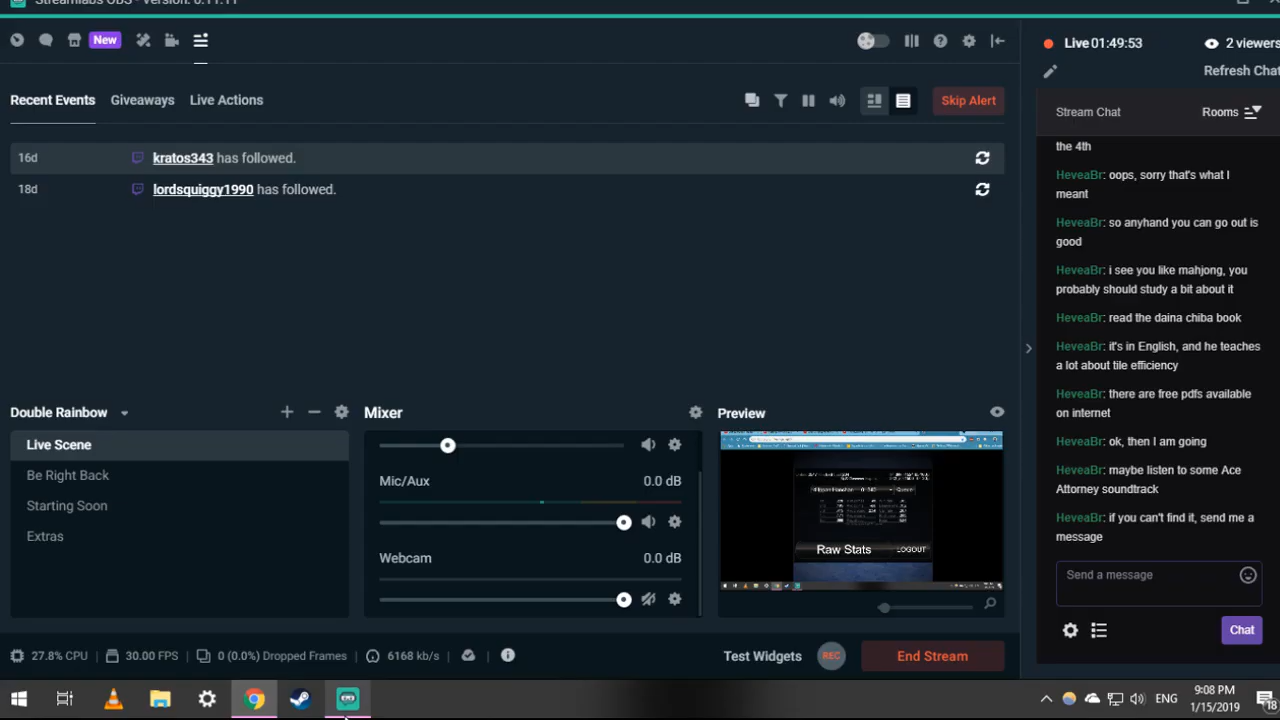 Streamlabs OBS - Version: 0.11.11
New
Live 01:49:53
2 viewers
Refresh Chat
Recent Events
Giveaways
Live Actions
Skip Alert
Stream Chat
Rooms
16d
kratos343 has followed.
18d
lordsquiggy1990 has followed.
the 4th
HeveaBr: oops, sorry that's what I
meant
HeveaBr: so anyhand you can go out is
good
HeveaBr: i see you like mahjong, you
probably should study a bit about it
HeveaBr: read the daina chiba book
HeveaBr: it's in English, and he teaches
a lot about tile efficiency
HeveaBr: there are free pdfs available
on internet
HeveaBr: ok, then I am going
HeveaBr: maybe listen to some Ace
Attorney soundtrack
HeveaBr: if you can't find it, send me a
message
Send a message
Chat
Double Rainbow
Live Scene
Be Right Back
Starting Soon
Extras
Mixer
Mic/Aux
0.0 dB
Webcam
0.0 dB
Preview
Raw Stats
LOGOUT
27.8% CPU
30.00 FPS
0 (0.0%) Dropped Frames
6168 kb/s
Test Widgets
REC
End Stream
ENG
9:08 PM
1/15/2019
18